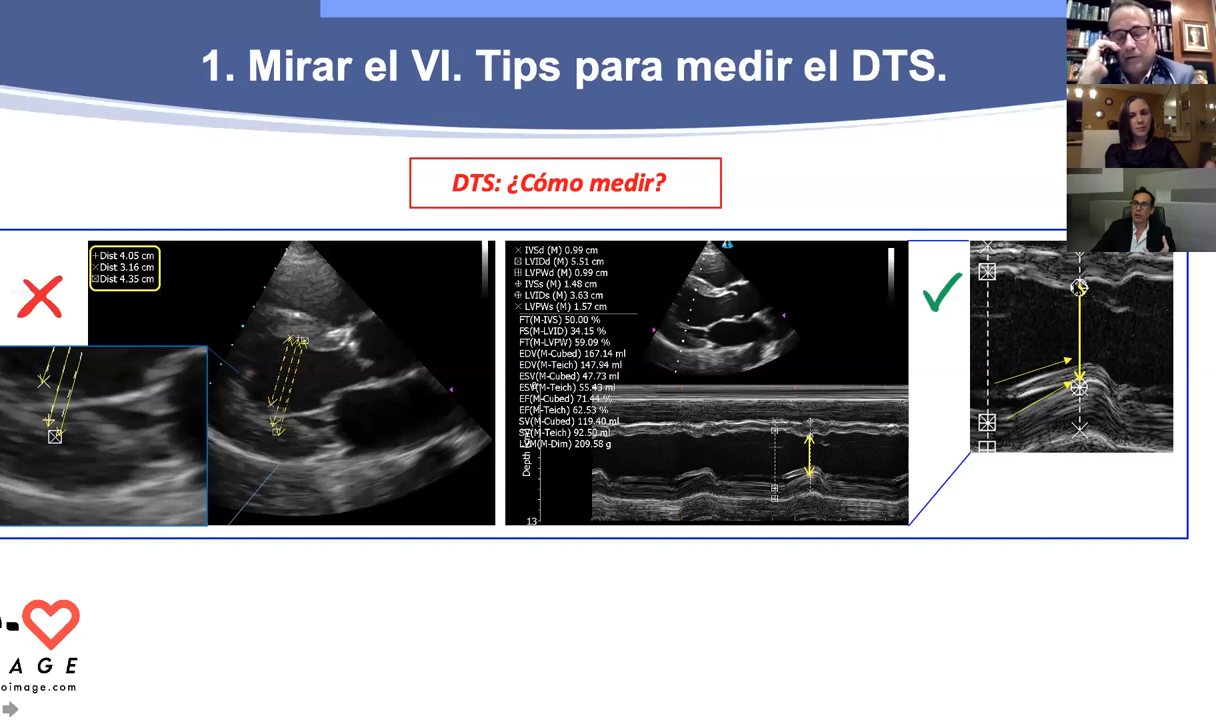 1. Mirar el VI. Tips para medir el DTS.
DTS: ¿Cómo medir?
Dist 4.05 cm
Dist 3.16 cm
Dist 4.35 cm
IVSd (M) 0.99 cm
LVIDd (M) 5.51 cm
LVPWd (M) 0.99 cm
IVSs (M) 1.48 cm
LVIDs (M) 3.63 cm
LVPWs (M) 1.57 cm
FT(M-IVS) 50.00 %
FS(M-LVID) 34.15 %
FT(M-LVPW) 59.09 %
EDV(M-Cubed) 167.14 ml
EDV(M-Teich) 147.94 ml
ESV(M-Cubed) 47.73 ml
ESV(M-Teich) 55.43 ml
EF(M-Cubed) 71.44 %
EF(M-Teich) 62.53 %
SV(M-Cubed) 119.40 ml
SV(M-Teich) 92.50 ml
LVM(M-Dim) 209.58 g
Depth
13
AGE
oimage.com